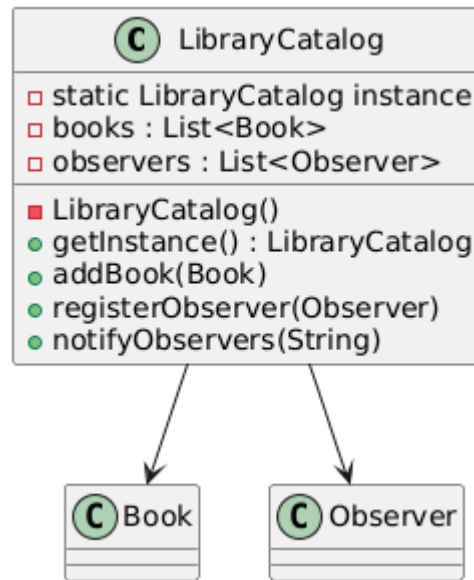 C LibraryCatalog
static LibraryCatalog instance
books : List<Book>
observers : List<Observer>
LibraryCatalog()
getInstance() : LibraryCatalog
addBook(Book)
registerObserver(Observer)
notifyObservers(String)
C Book
C Observer